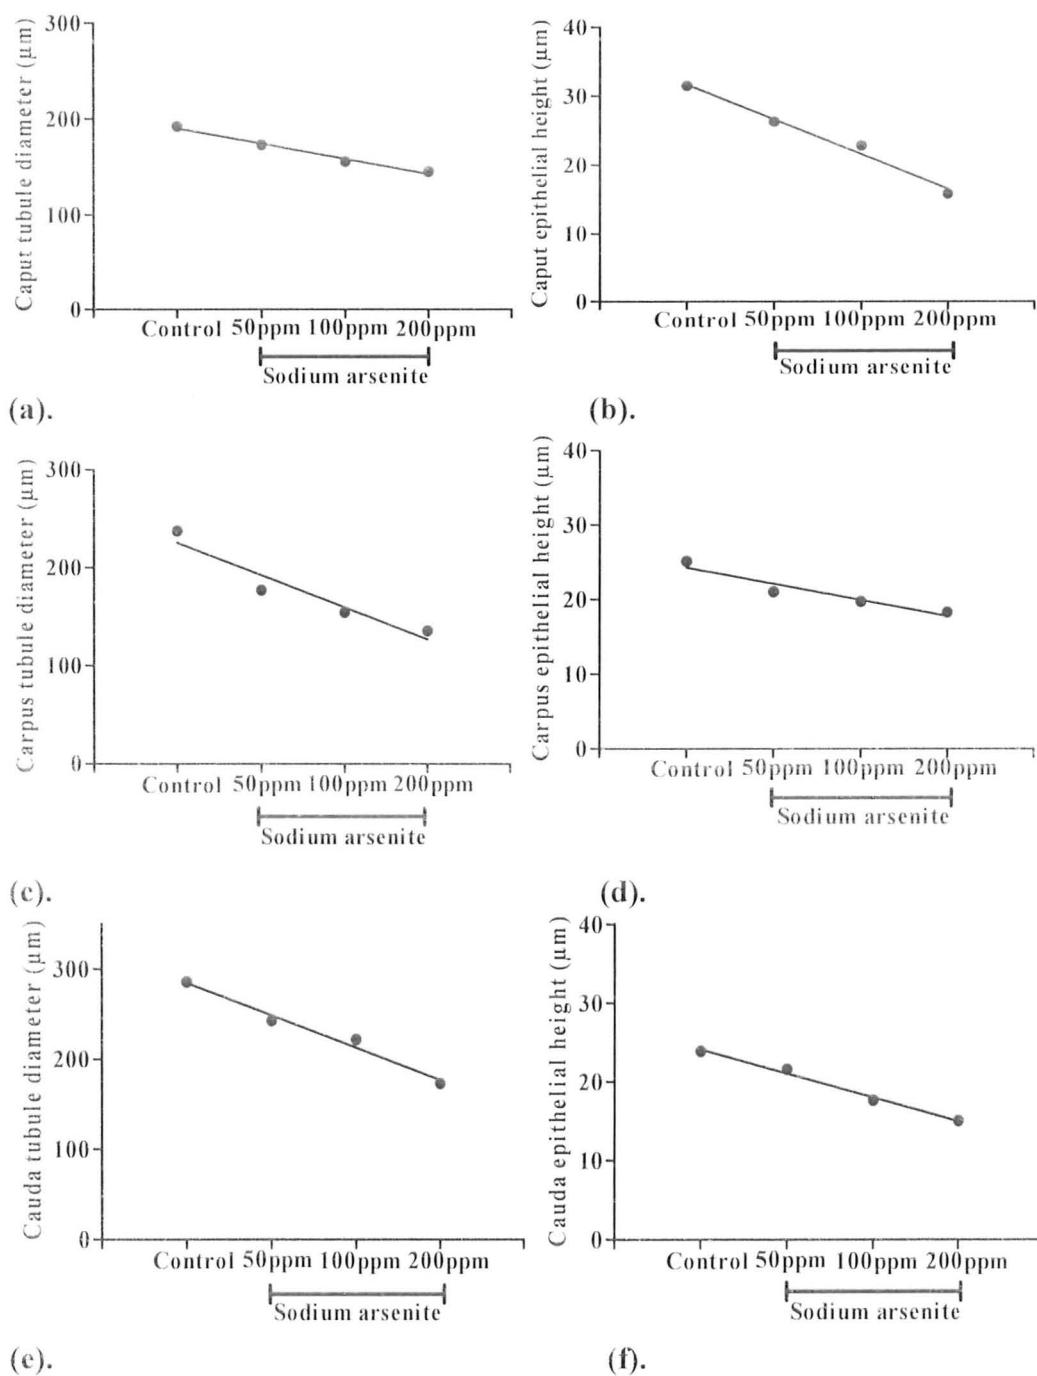 Caput tubule diameter (µm)
300
200
100
0
Control 50ppm 100ppm 200ppm
Sodium arsenite
(a).
Caput epithelial height (µm)
40
30
20
10
0
Control 50ppm 100ppm 200ppm
Sodium arsenite
(b).
Carpus tubule diameter (µm)
300
200
100
0
Control 50ppm 100ppm 200ppm
Sodium arsenite
(c).
Carpus epithelial height (µm)
40
30
20
10
0
Control 50ppm 100ppm 200ppm
Sodium arsenite
(d).
Cauda tubule diameter (µm)
300
200
100
0
Control 50ppm 100ppm 200ppm
Sodium arsenite
(e).
Cauda epithelial height (µm)
40
30
20
10
0
Control 50ppm 100ppm 200ppm
Sodium arsenite
(f).